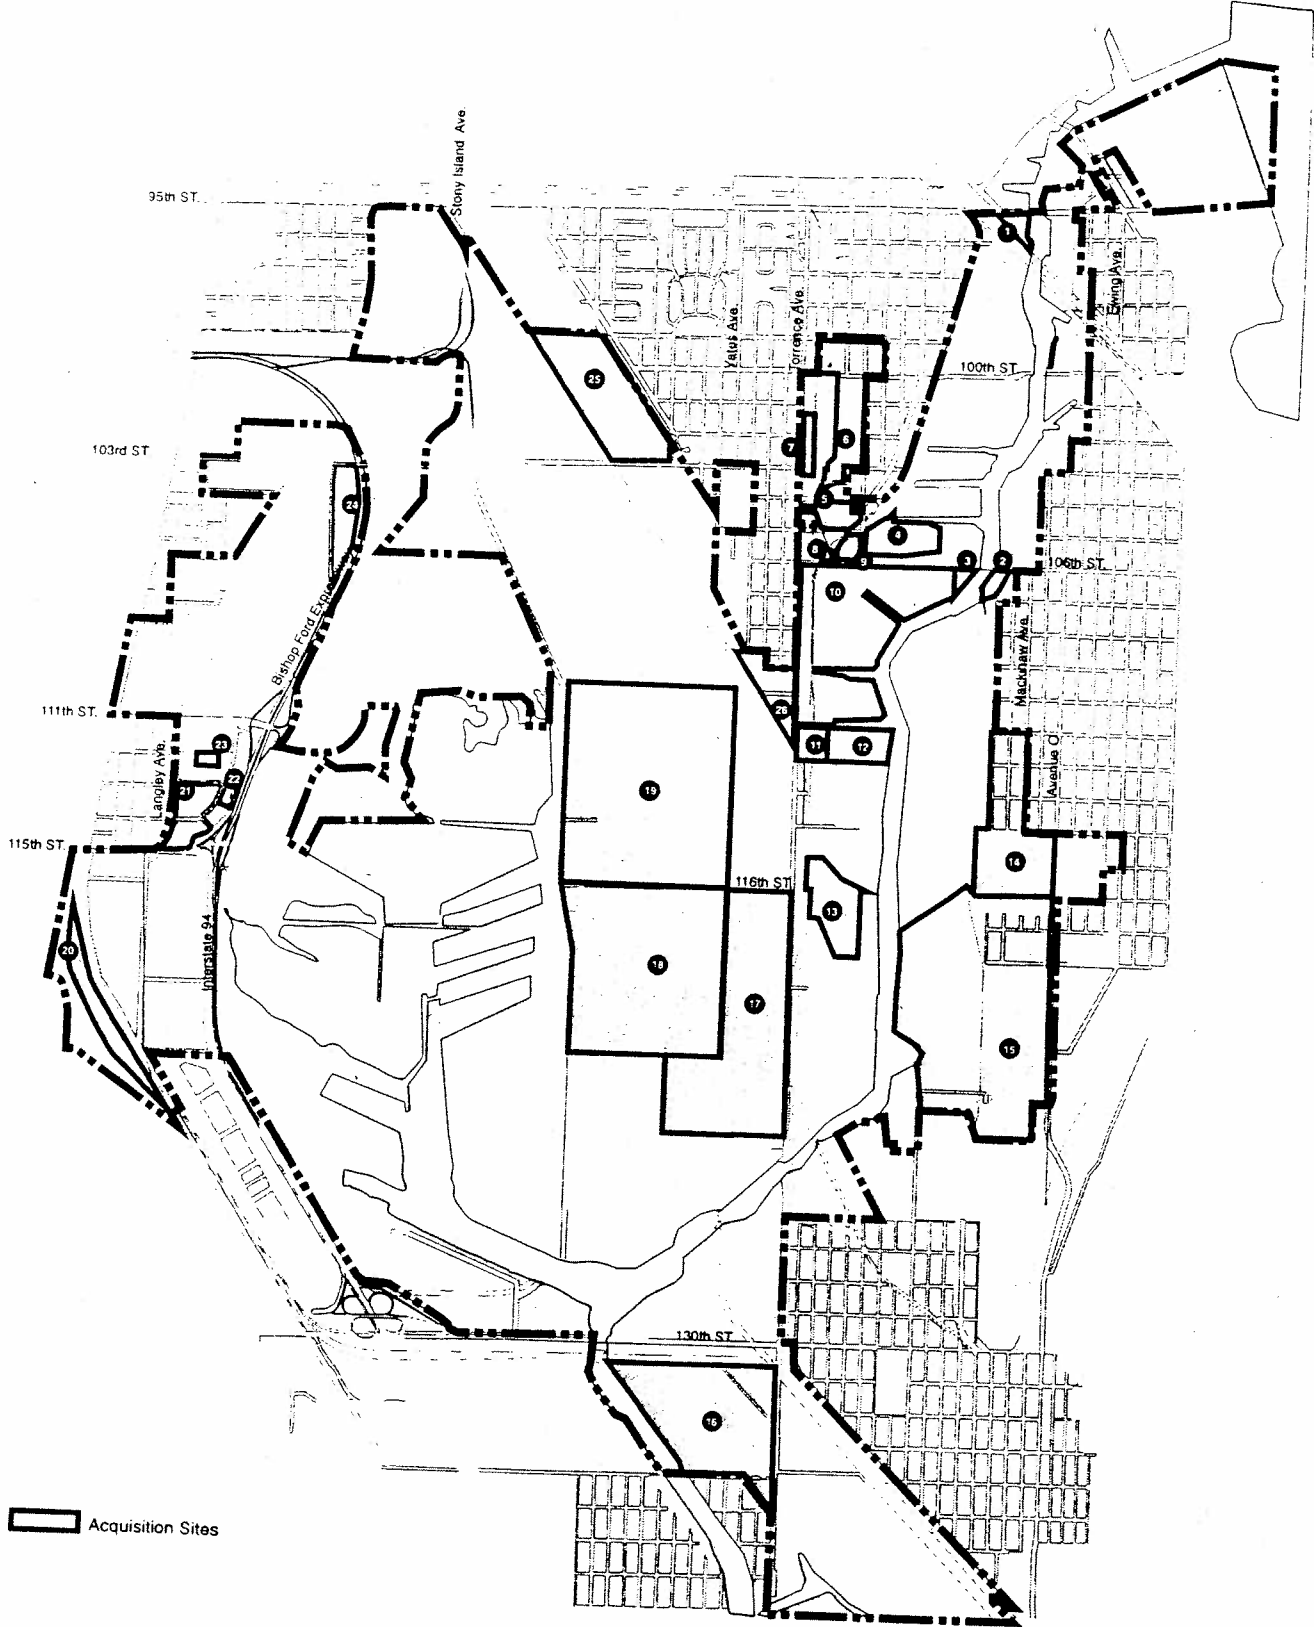 Stony Island Ave.
95th ST.
1
Ewing Ave.
Yates Ave.
Torrence Ave.
100th ST.
25
103rd ST
7
6
24
5
4
8
9
3
2
106th ST.
10
Bishop Ford Expre
Mackinaw Ave.
111th ST.
26
23
11
12
Langley Ave.
22
21
19
Avenue O
115th ST.
14
116th ST.
13
20
Interstate 94
18
17
15
130th ST.
16
Acquisition Sites